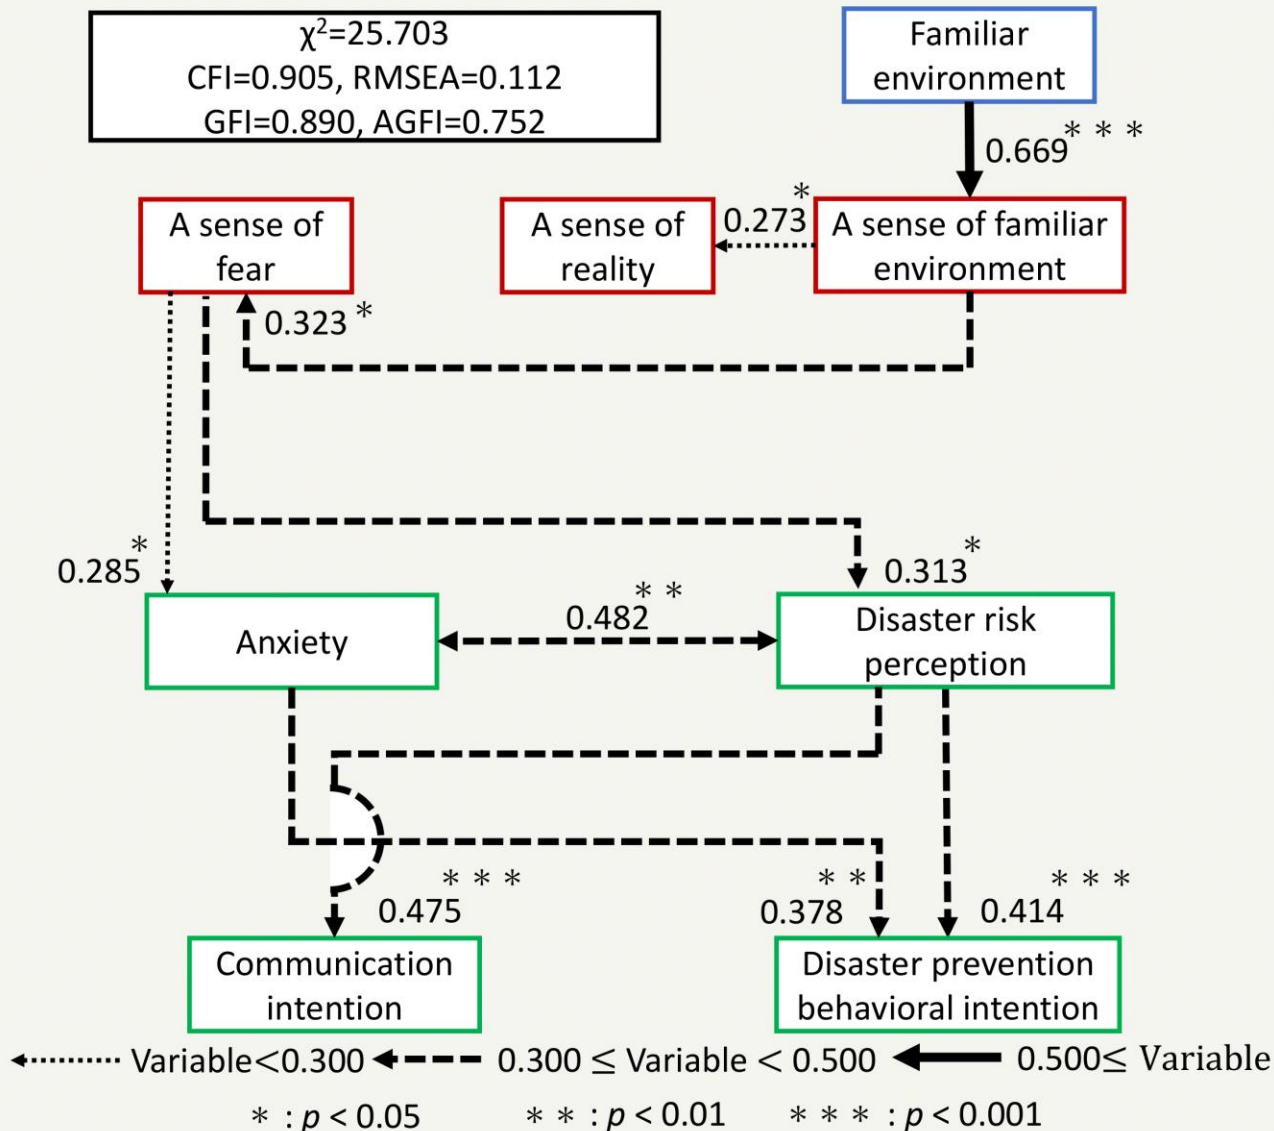 χ²=25.703
CFI=0.905, RMSEA=0.112
GFI=0.890, AGFI=0.752
Familiar
environment
0.669***
A sense of
fear
A sense of
reality
0.273*
A sense of familiar
environment
0.323*
0.285*
0.313*
Anxiety
0.482**
Disaster risk
perception
0.475***
0.378**
0.414***
Communication
intention
Disaster prevention
behavioral intention
Variable<0.300
0.300 ≤ Variable < 0.500
0.500≤ Variable
* : p < 0.05
** : p < 0.01
*** : p < 0.001